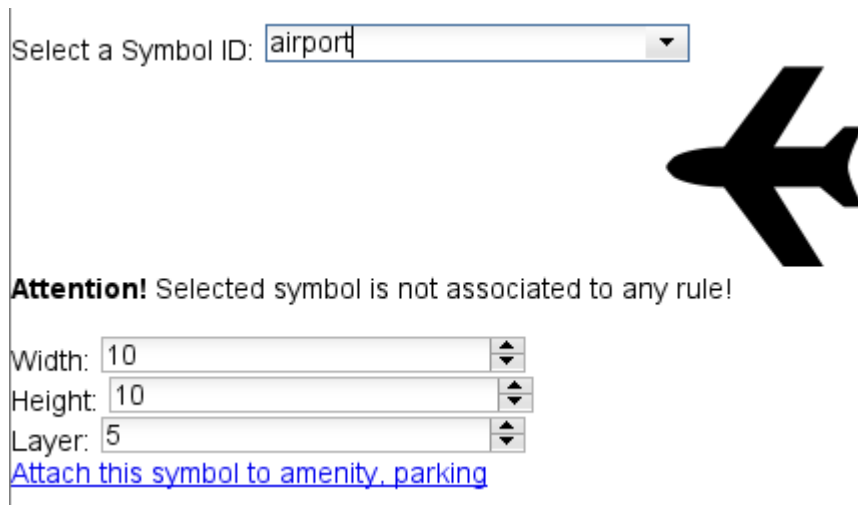 Select a Symbol ID: airport
Attention! Selected symbol is not associated to any rule!
Width: 10
Height: 10
Layer: 5
Attach this symbol to amenity, parking